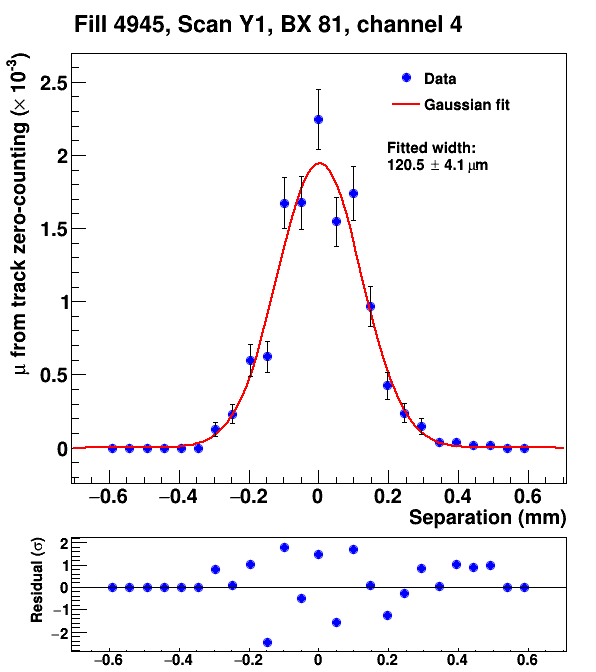 Fill 4945, Scan Y1, BX 81, channel 4
μ from track zero-counting (× 10⁻³)
2.5
2
1.5
1
0.5
0
Data
Gaussian fit
Fitted width:
120.5 ± 4.1 μm
−0.6 −0.4 −0.2 0 0.2 0.4 0.6
Separation (mm)
Residual (σ)
2
1
0
−1
−2
−0.6 −0.4 −0.2 0 0.2 0.4 0.6